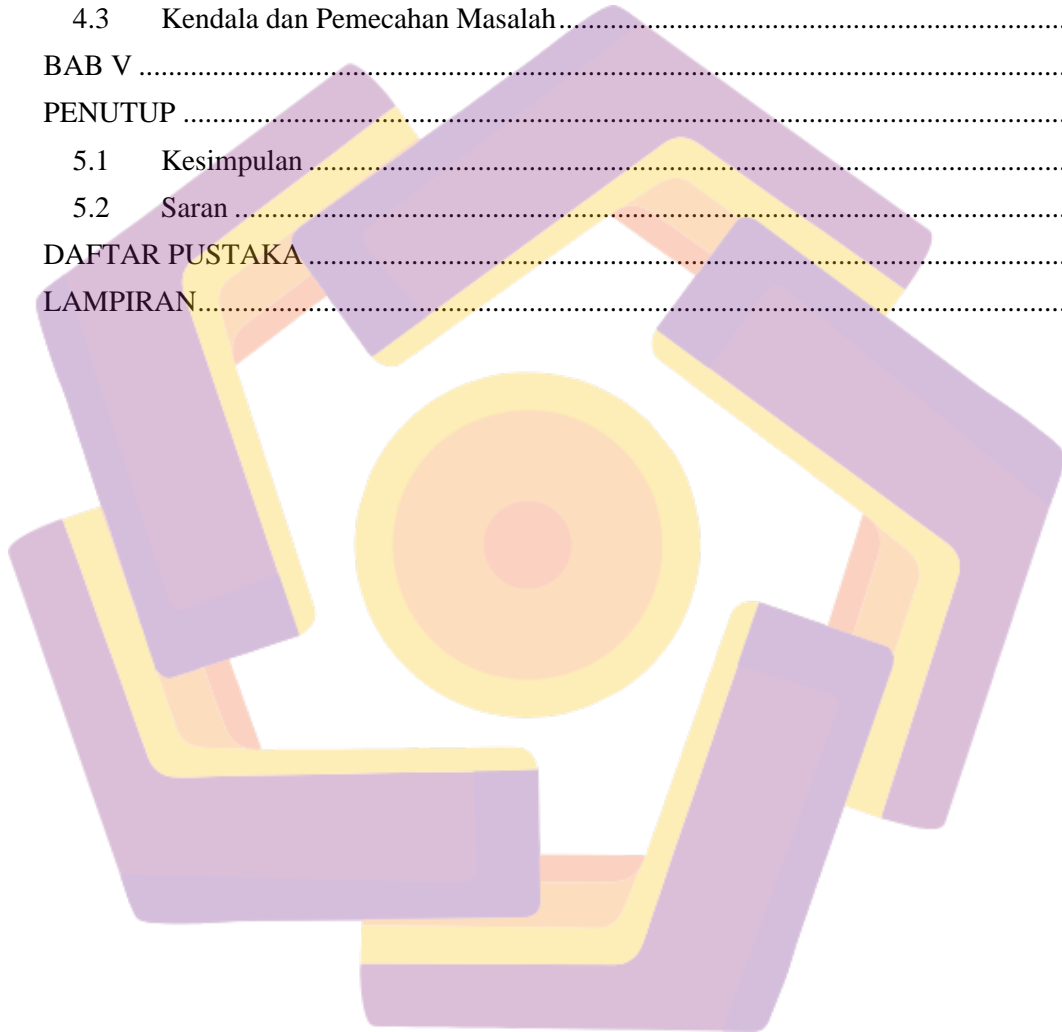 4.3 Kendala dan Pemecahan Masalah........................................................................
BAB V ........................................................................................................................
PENUTUP ..................................................................................................................
5.1 Kesimpulan ........................................................................................................
5.2 Saran ..................................................................................................................
DAFTAR PUSTAKA ..................................................................................................
LAMPIRAN................................................................................................................